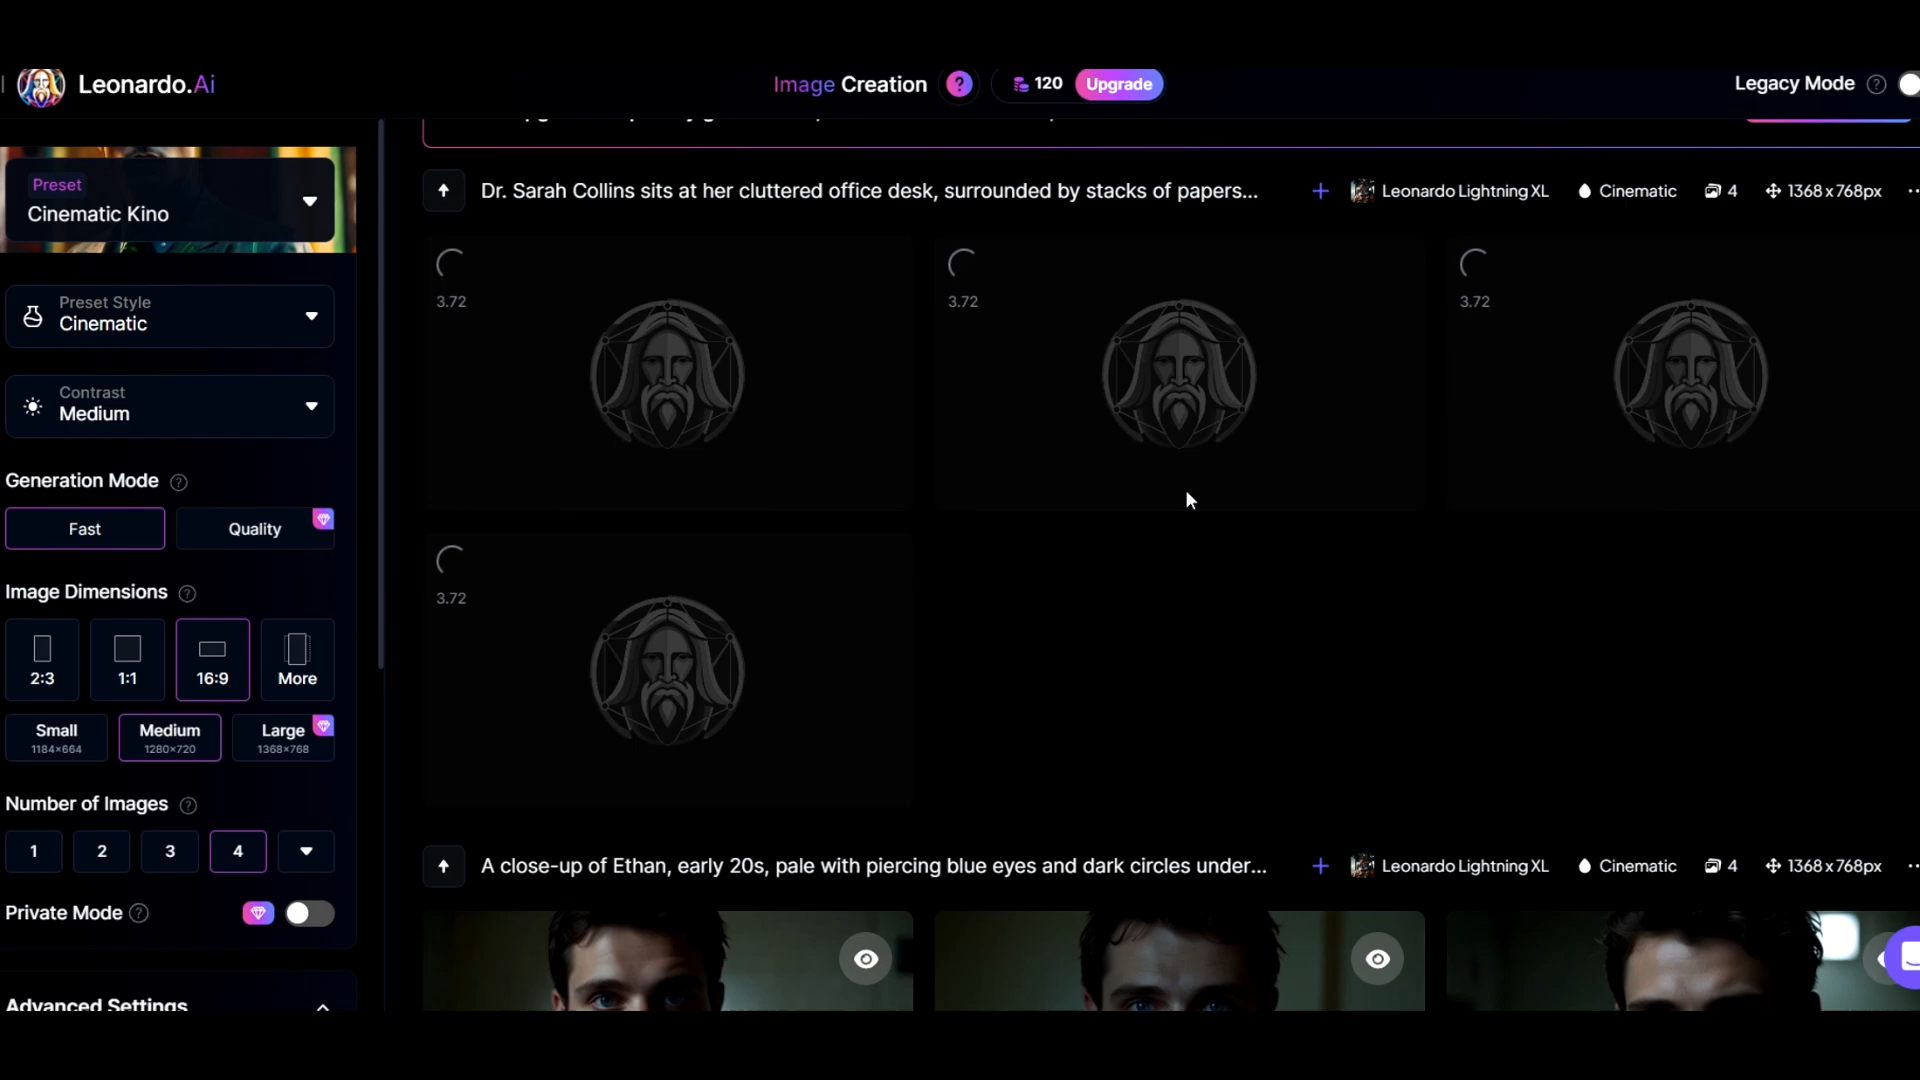 Leonardo.Ai
Image Creation ? 120 Upgrade
Legacy Mode ?
Preset
Cinematic Kino
Preset Style
Cinematic
Contrast
Medium
Generation Mode ?
Fast Quality
Image Dimensions ?
2:3 1:1 16:9 More
Small Medium Large
1184×664 1280×720 1368×768
Number of Images ?
1 2 3 4
Private Mode ?
Advanced Settings
Dr. Sarah Collins sits at her cluttered office desk, surrounded by stacks of papers... Leonardo Lightning XL Cinematic 4 1368x768px
3.72 3.72 3.72
3.72
A close-up of Ethan, early 20s, pale with piercing blue eyes and dark circles under... Leonardo Lightning XL Cinematic 4 1368x768px